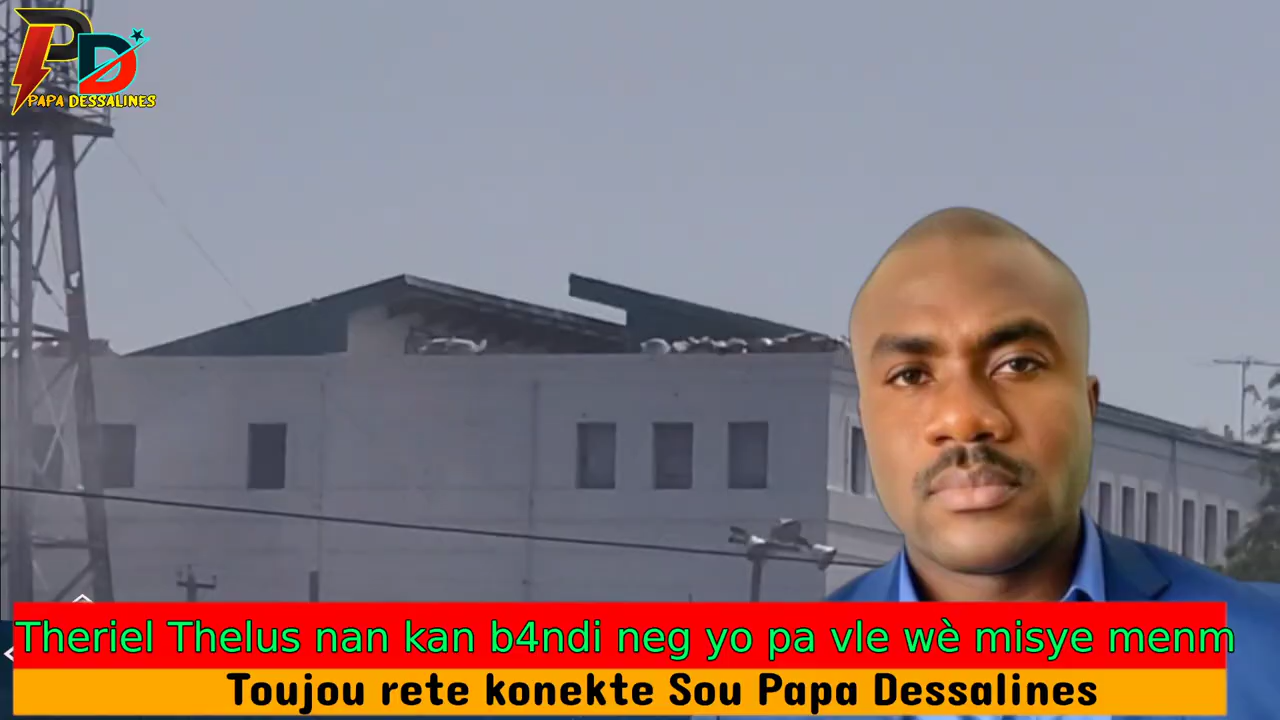 PD
PAPA DESSALINES
Theriel Thelus nan kan b4ndi neg yo pa vle wè misye menm
Toujou rete konekte Sou Papa Dessalines